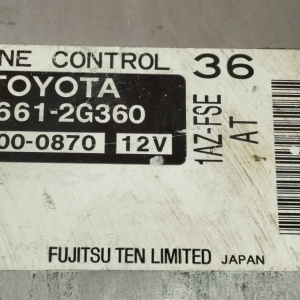 NE CONTROL 36
TOYOTA
661-2G360
00-0870 12V
1AZ-FSE
AT
FUJITSU TEN LIMITED JAPAN